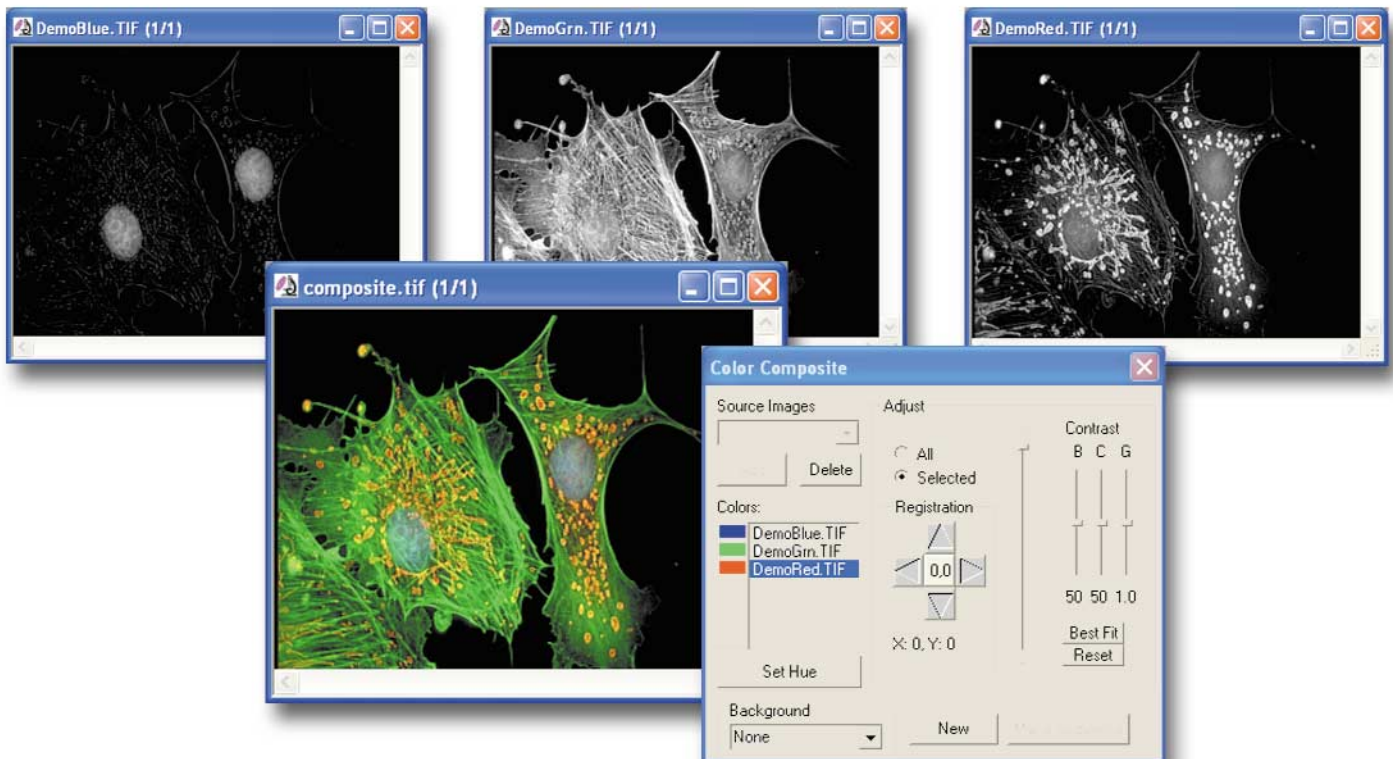 DemoBlue.TIF (1/1)
DemoGrn.TIF (1/1)
DemoRed.TIF (1/1)
composite.tif (1/1)
Color Composite
Source Images
Delete
Colors:
DemoBlue.TIF
DemoGrn.TIF
DemoRed.TIF
Set Hue
Background
None
Adjust
All
Selected
Registration
0,0
X: 0, Y: 0
Contrast
B C G
50 50 1.0
Best Fit
Reset
New